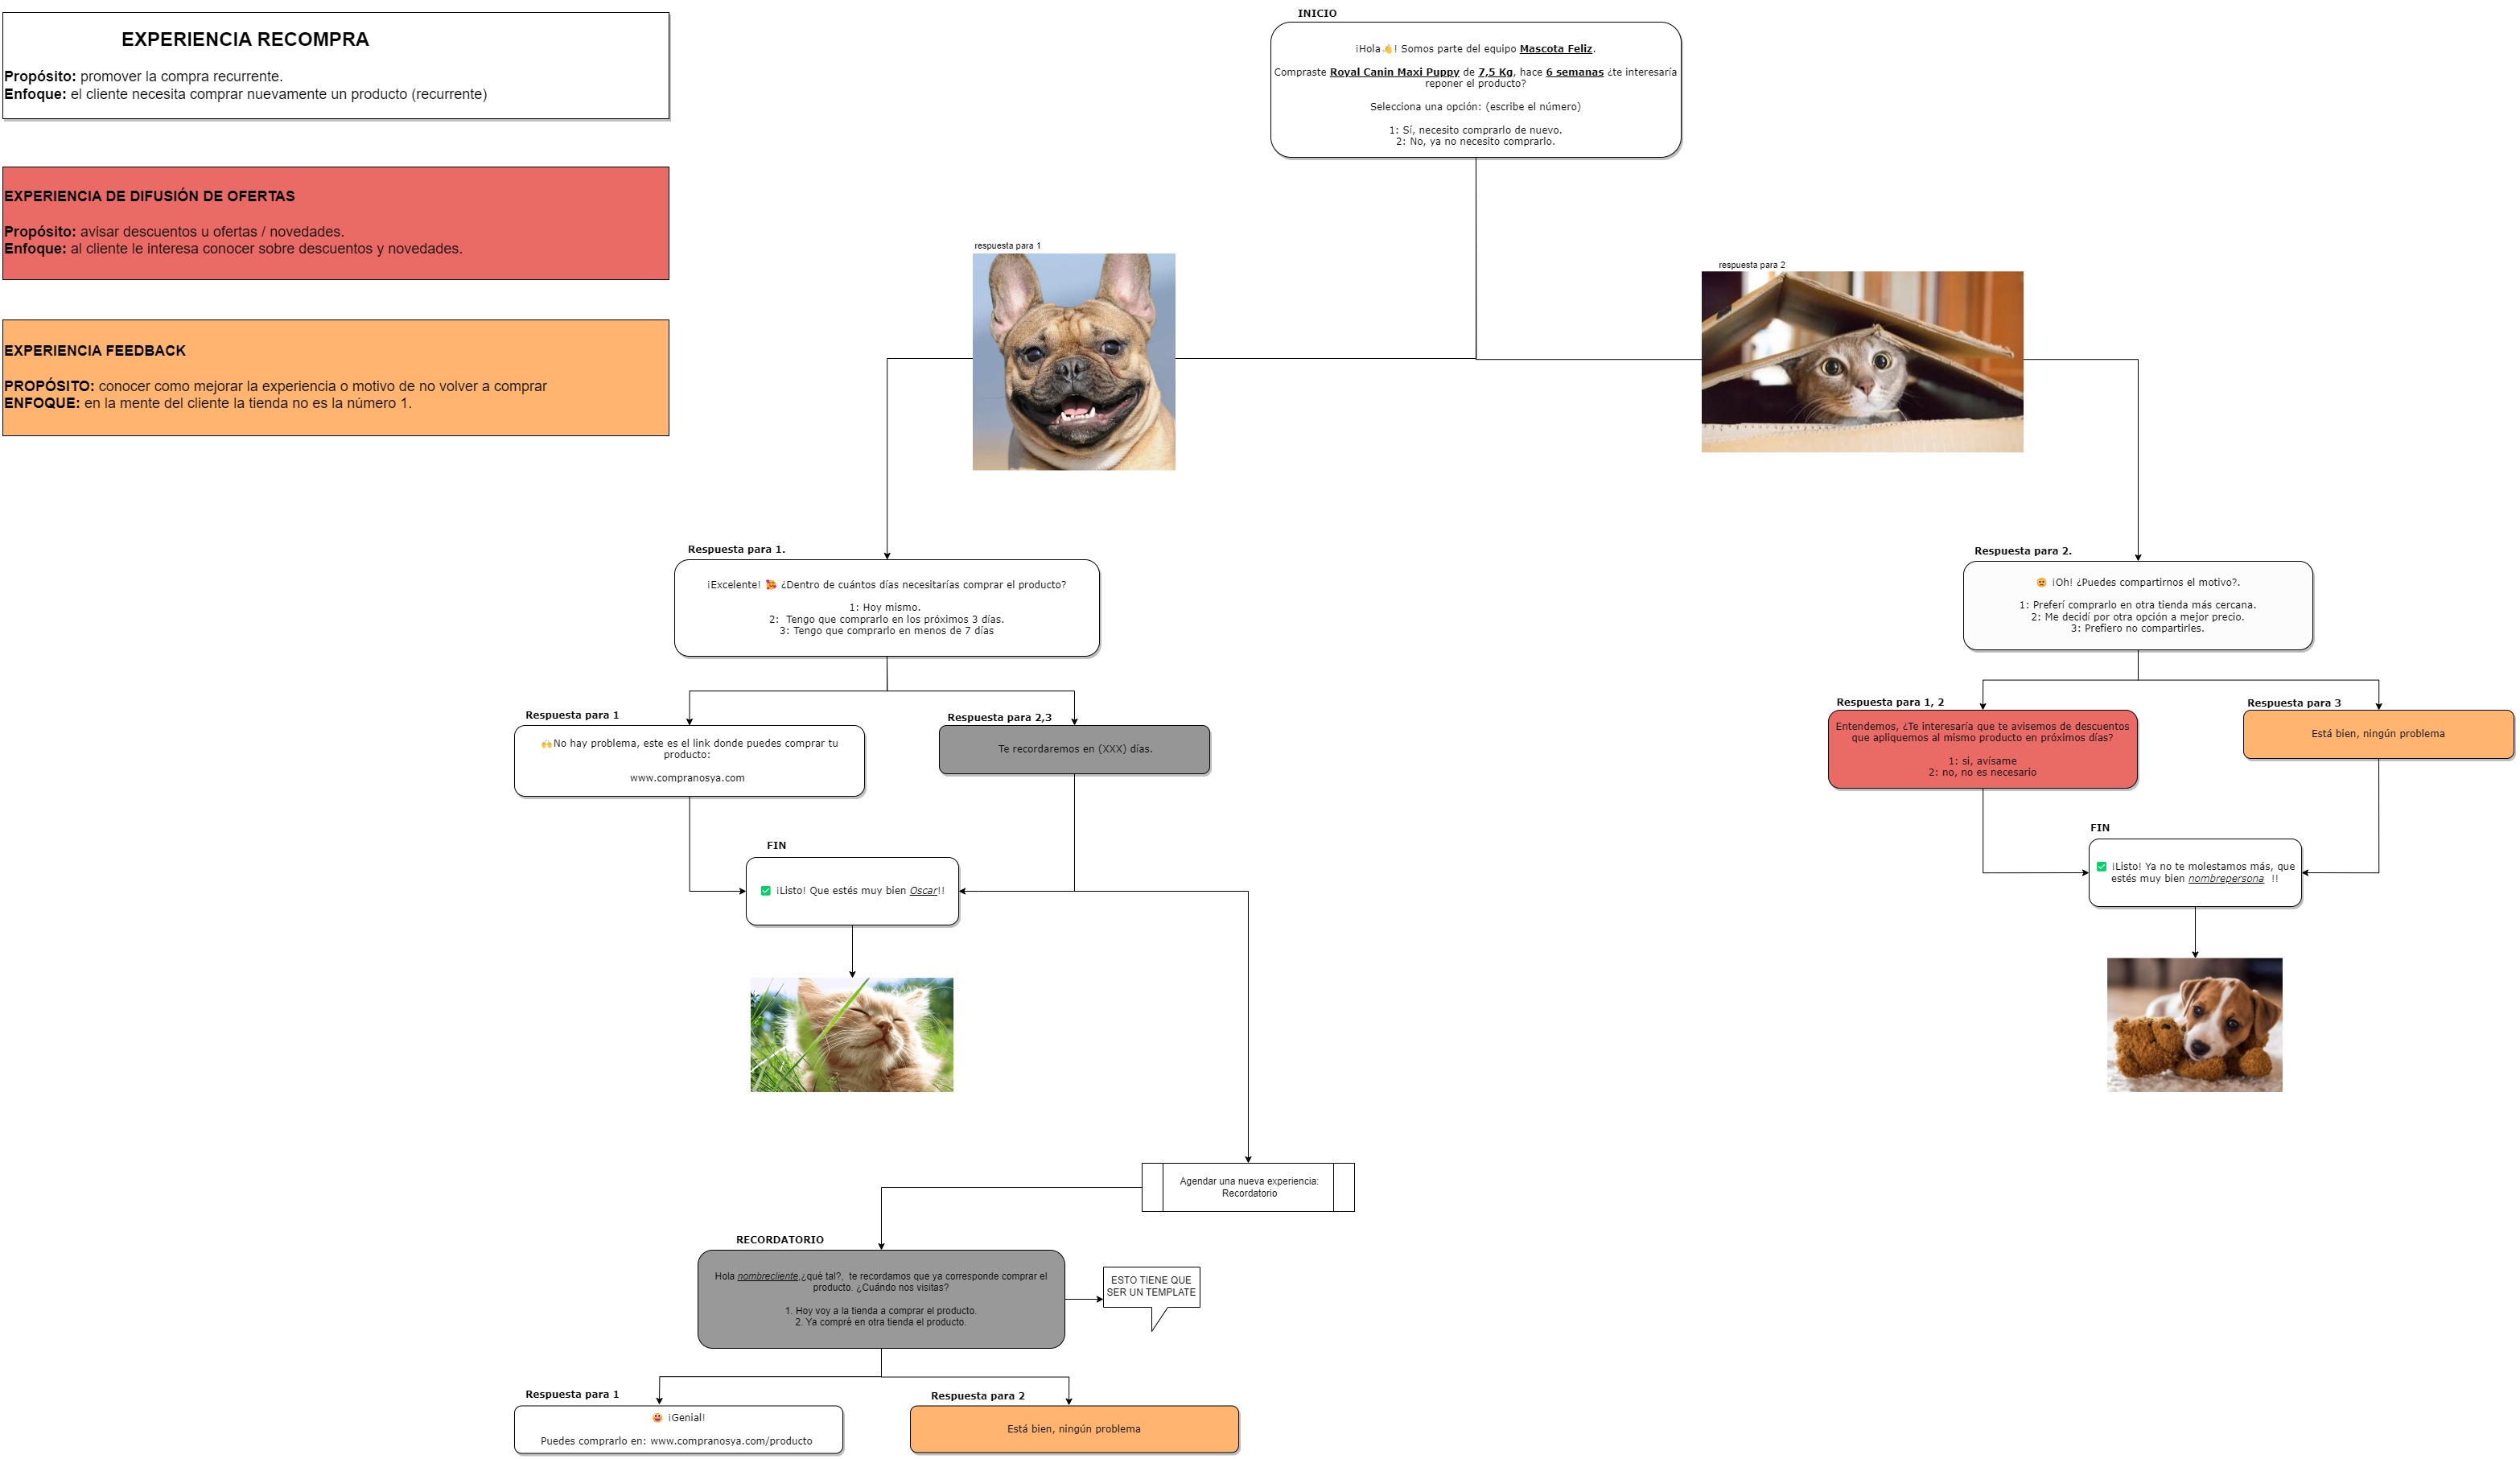 EXPERIENCIA RECOMPRA
Propósito: promover la compra recurrente.
Enfoque: el cliente necesita comprar nuevamente un producto (recurrente)
EXPERIENCIA DE DIFUSIÓN DE OFERTAS
Propósito: avisar descuentos u ofertas / novedades.
Enfoque: al cliente le interesa conocer sobre descuentos y novedades.
EXPERIENCIA FEEDBACK
PROPÓSITO: conocer como mejorar la experiencia o motivo de no volver a comprar
ENFOQUE: en la mente del cliente la tienda no es la número 1.
INICIO
¡Hola👋! Somos parte del equipo Mascota Feliz.
Compraste Royal Canin Maxi Puppy de 7,5 Kg, hace 6 semanas ¿te interesaría
reponer el producto?
Selecciona una opción: (escribe el número)
1: Sí, necesito comprarlo de nuevo.
2: No, ya no necesito comprarlo.
respuesta para 1
respuesta para 2
Respuesta para 1.
¡Excelente! 🥰 ¿Dentro de cuántos días necesitarías comprar el producto?
1: Hoy mismo.
2: Tengo que comprarlo en los próximos 3 días.
3: Tengo que comprarlo en menos de 7 días
Respuesta para 1
🙌No hay problema, este es el link donde puedes comprar tu
producto:
www.compranosya.com
Respuesta para 2,3
Te recordaremos en (XXX) días.
FIN
✅ ¡Listo! Que estés muy bien Oscar!!
Respuesta para 2.
🙁 ¡Oh! ¿Puedes compartirnos el motivo?.
1: Preferí comprarlo en otra tienda más cercana.
2: Me decidí por otra opción a mejor precio.
3: Prefiero no compartirles.
Respuesta para 1, 2
Entendemos, ¿Te interesaría que te avisemos de descuentos
que apliquemos al mismo producto en próximos días?
1: si, avísame
2: no, no es necesario
Respuesta para 3
Está bien, ningún problema
FIN
✅ ¡Listo! Ya no te molestamos más, que
estés muy bien nombrepersona !!
Agendar una nueva experiencia:
Recordatorio
RECORDATORIO
Hola nombrecliente,¿qué tal?, te recordamos que ya corresponde comprar el
producto. ¿Cuándo nos visitas?
1. Hoy voy a la tienda a comprar el producto.
2. Ya compré en otra tienda el producto.
ESTO TIENE QUE
SER UN TEMPLATE
Respuesta para 1
😃 ¡Genial!
Puedes comprarlo en: www.compranosya.com/producto
Respuesta para 2
Está bien, ningún problema